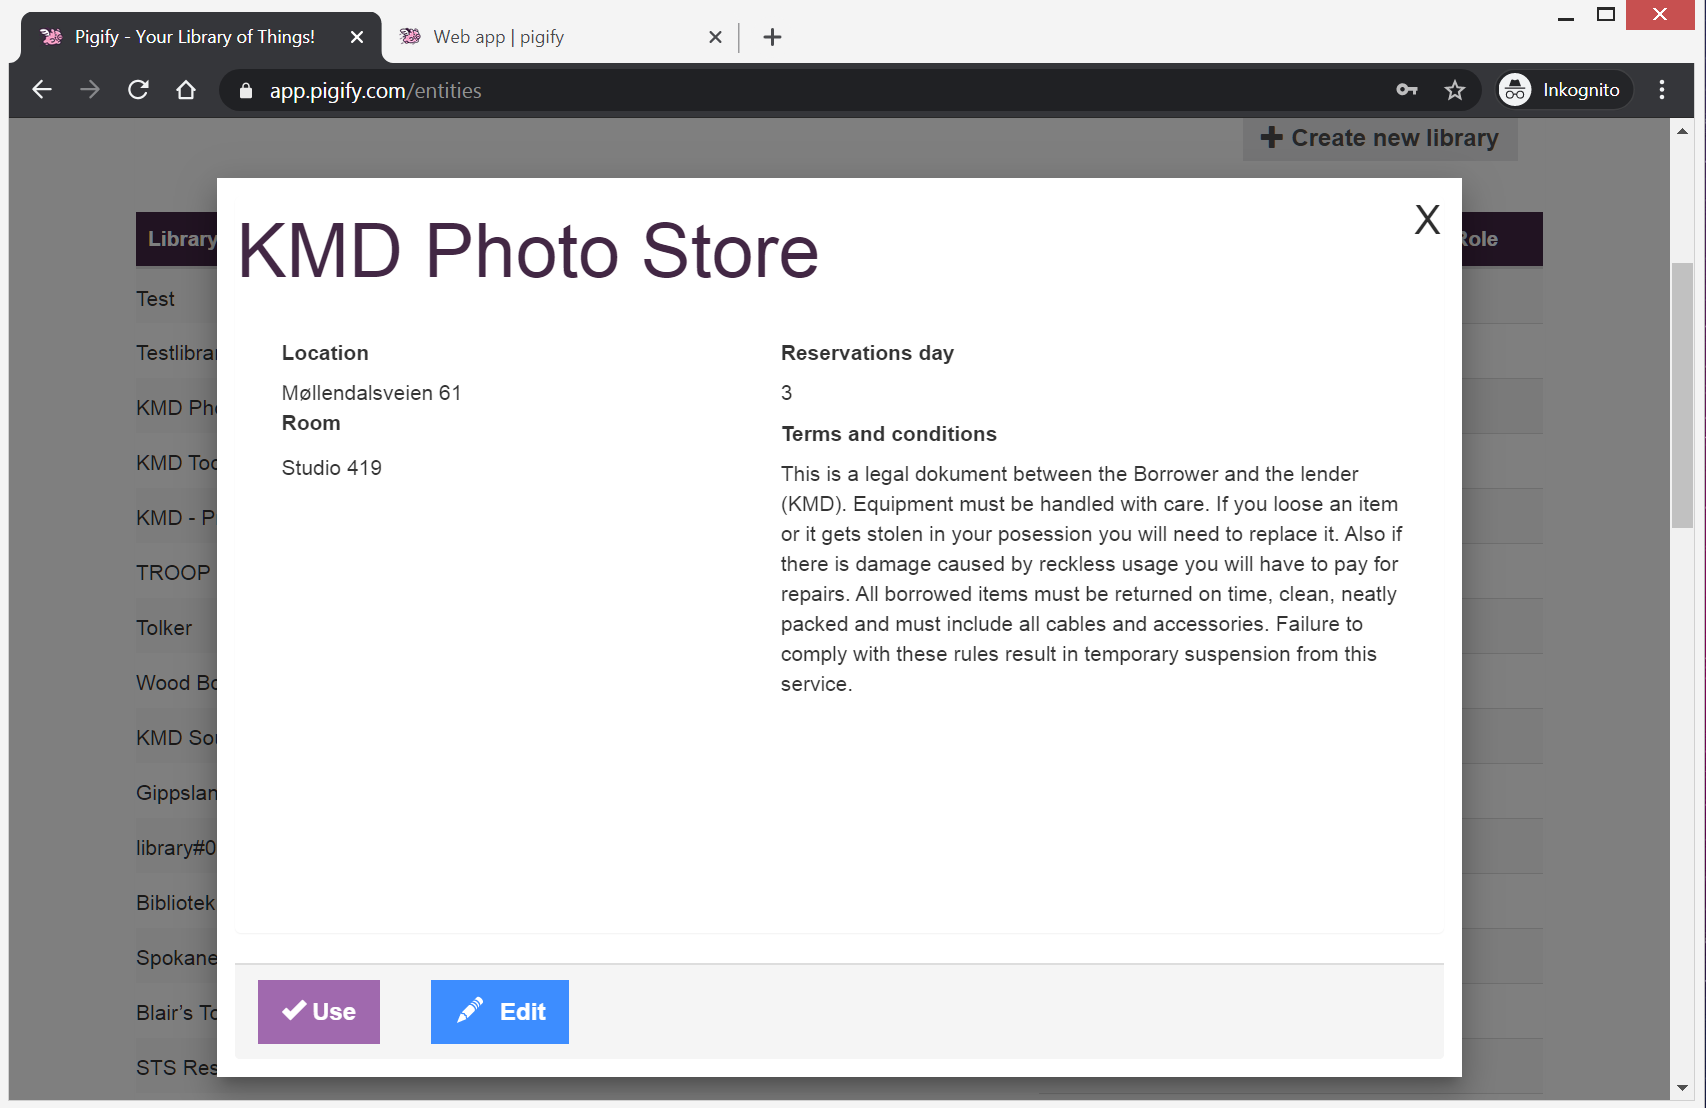 Pigify - Your Library of Things!
Web app | pigify
app.pigify.com/entities
Inkognito
Create new library
Library
Role
KMD Photo Store
X
Location
Møllendalsveien 61
Room
Studio 419
Reservations day
3
Terms and conditions
This is a legal dokument between the Borrower and the lender
(KMD). Equipment must be handled with care. If you loose an item
or it gets stolen in your posession you will need to replace it. Also if
there is damage caused by reckless usage you will have to pay for
repairs. All borrowed items must be returned on time, clean, neatly
packed and must include all cables and accessories. Failure to
comply with these rules result in temporary suspension from this
service.
Use
Edit
Test
Testlibrar
KMD Pho
KMD Too
KMD - P
TROOP
Tolker
Wood Bo
KMD Sou
Gippslan
library#0
Bibliotek
Spokane
Blair's To
STS Res